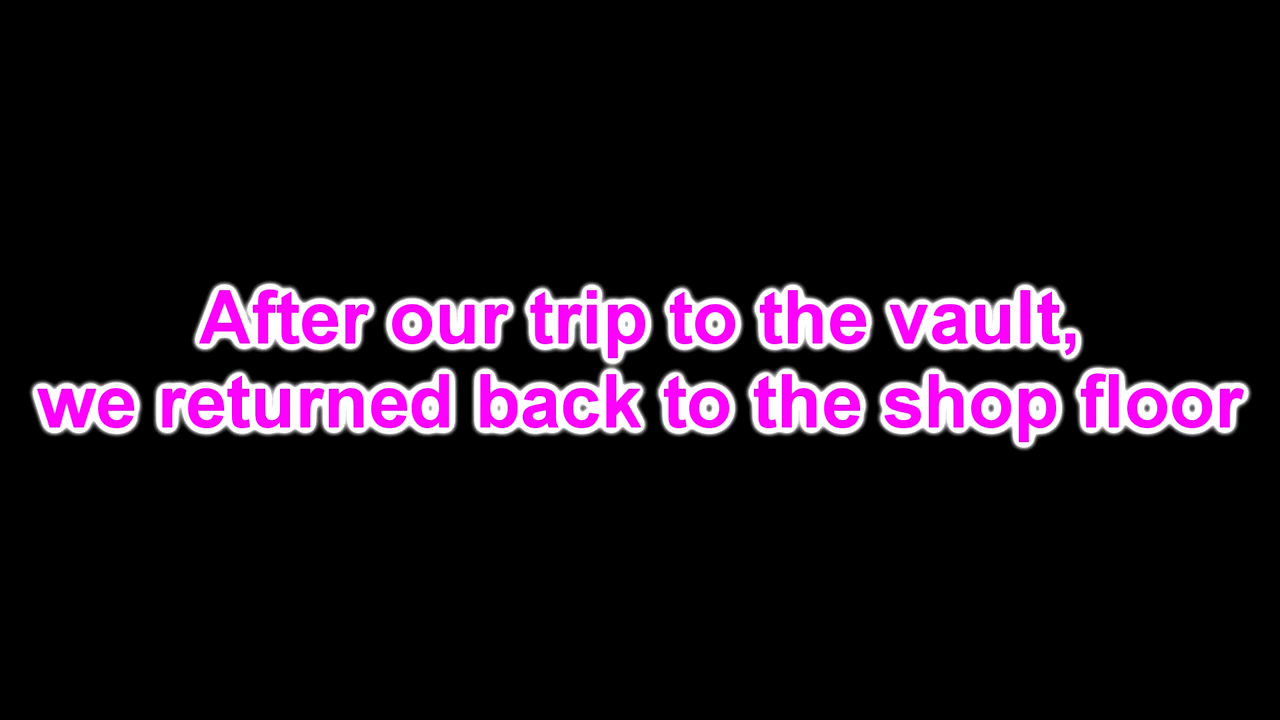 After our trip to the vault,
we returned back to the shop floor